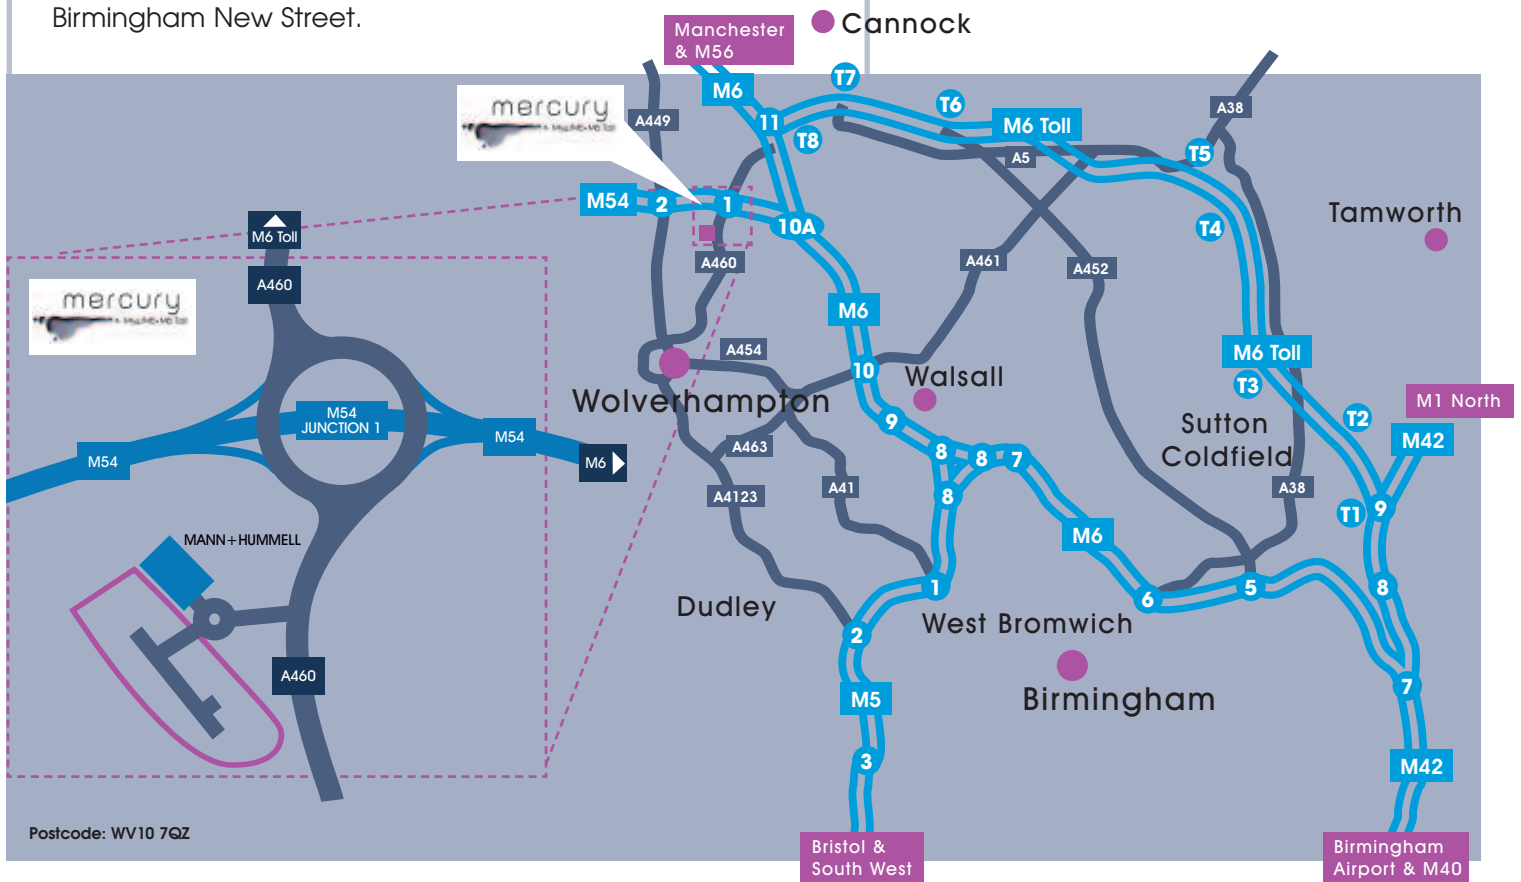 Birmingham New Street.
Manchester
& M56
Cannock
T7
M6
T6
A38
mercury
A449
11
M6 Toll
T8
A5
T5
M54
2
1
10A
T4
Tamworth
M6 Toll
A460
A461
A452
A460
mercury
M6
A454
M6 Toll
10
Walsall
T3
Wolverhampton
M1 North
M54
JUNCTION 1
9
T2
Sutton
Coldfield
M54
M54
M6
A463
8
8
7
M42
A4123
A41
8
A38
T1
9
M6
MANN+HUMMELL
1
6
5
8
Dudley
West Bromwich
2
A460
Birmingham
7
M5
3
M42
Postcode: WV10 7QZ
Bristol &
South West
Birmingham
Airport & M40